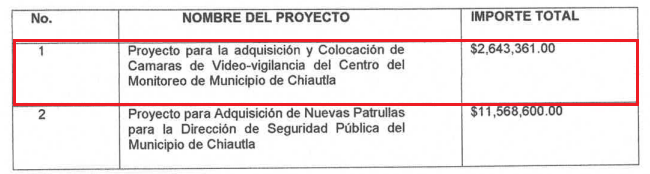 No. NOMBRE DEL PROYECTO IMPORTE TOTAL
1 Proyecto para la adquisición y Colocación de $2,643,361.00
Camaras de Video-vigilancia del Centro del
Monitoreo de Municipio de Chiautla
2 Proyecto para Adquisición de Nuevas Patrullas $11,568,600.00
para la Dirección de Seguridad Pública del
Municipio de Chiautla